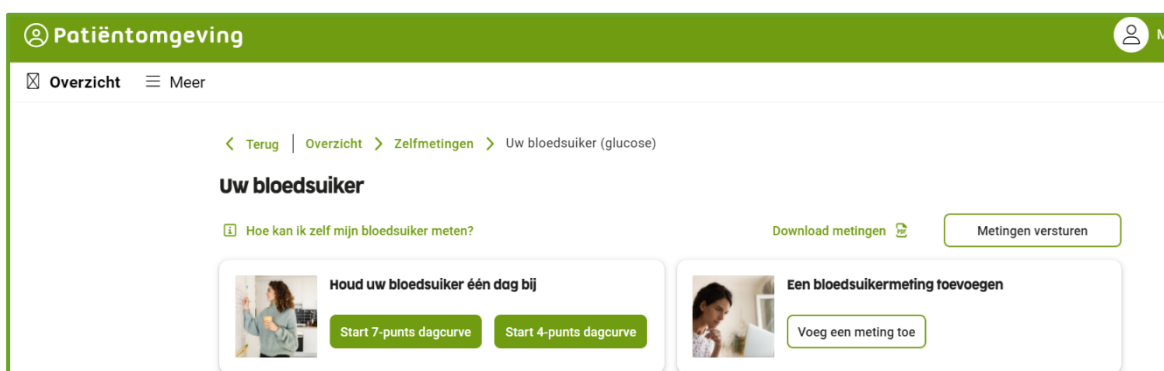 Patiëntomgeving
Overzicht Meer
Terug Overzicht Zelfmetingen Uw bloedsuiker (glucose)
Uw bloedsuiker
Hoe kan ik zelf mijn bloedsuiker meten? Download metingen Metingen versturen
Houd uw bloedsuiker één dag bij Een bloedsuikermeting toevoegen
Start 7-punts dagcurve Start 4-punts dagcurve Voeg een meting toe